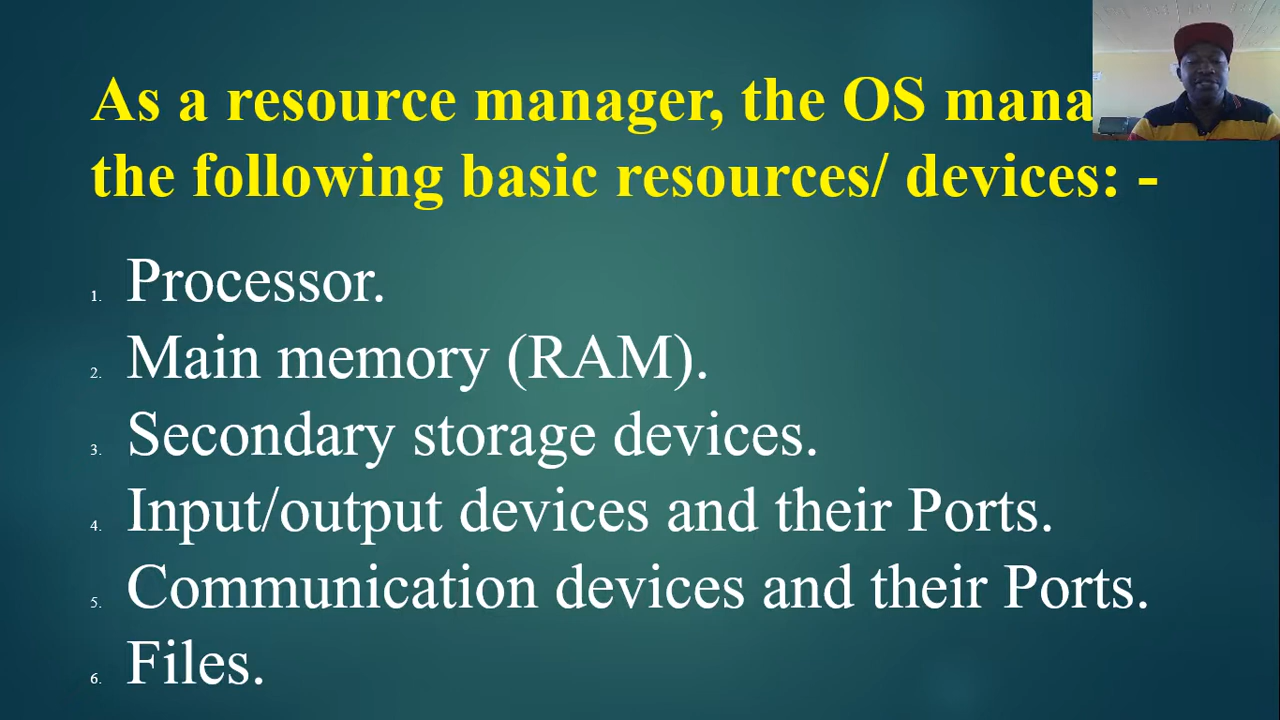 As a resource manager, the OS mana
the following basic resources/ devices: -
1. Processor.
2. Main memory (RAM).
3. Secondary storage devices.
4. Input/output devices and their Ports.
5. Communication devices and their Ports.
6. Files.